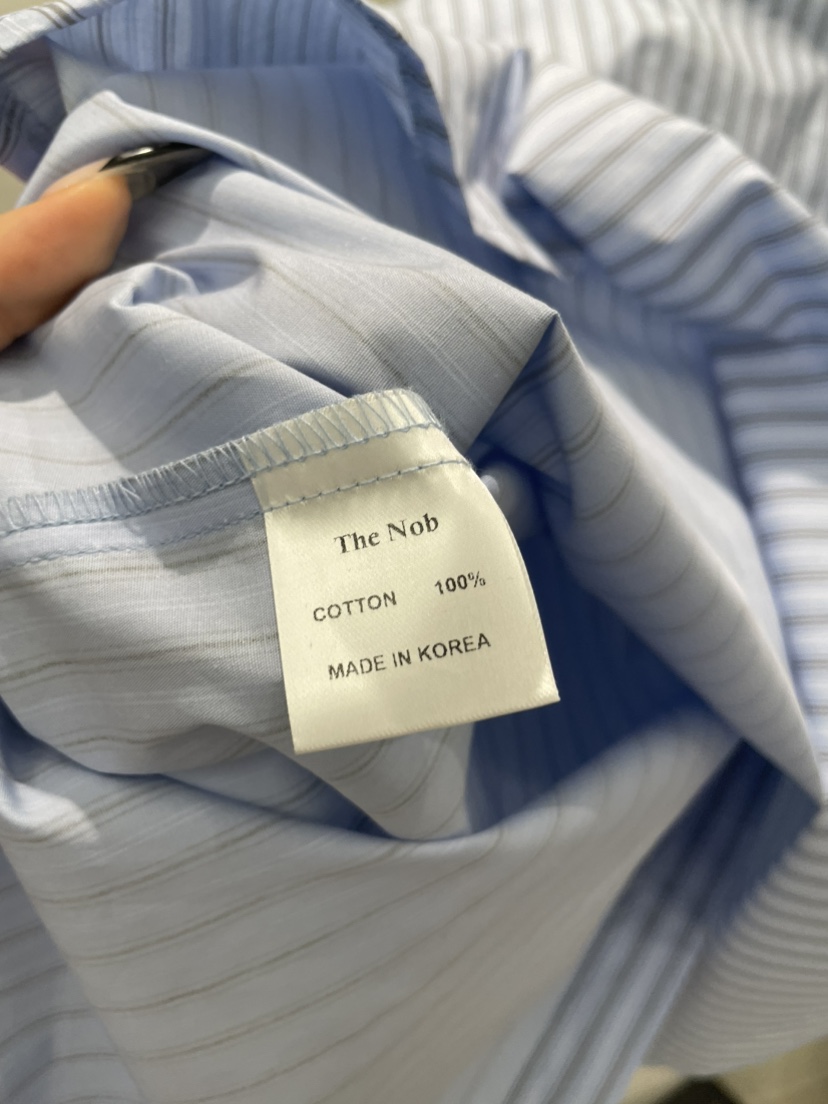 The Nob
COTTON 100%
MADE IN KOREA